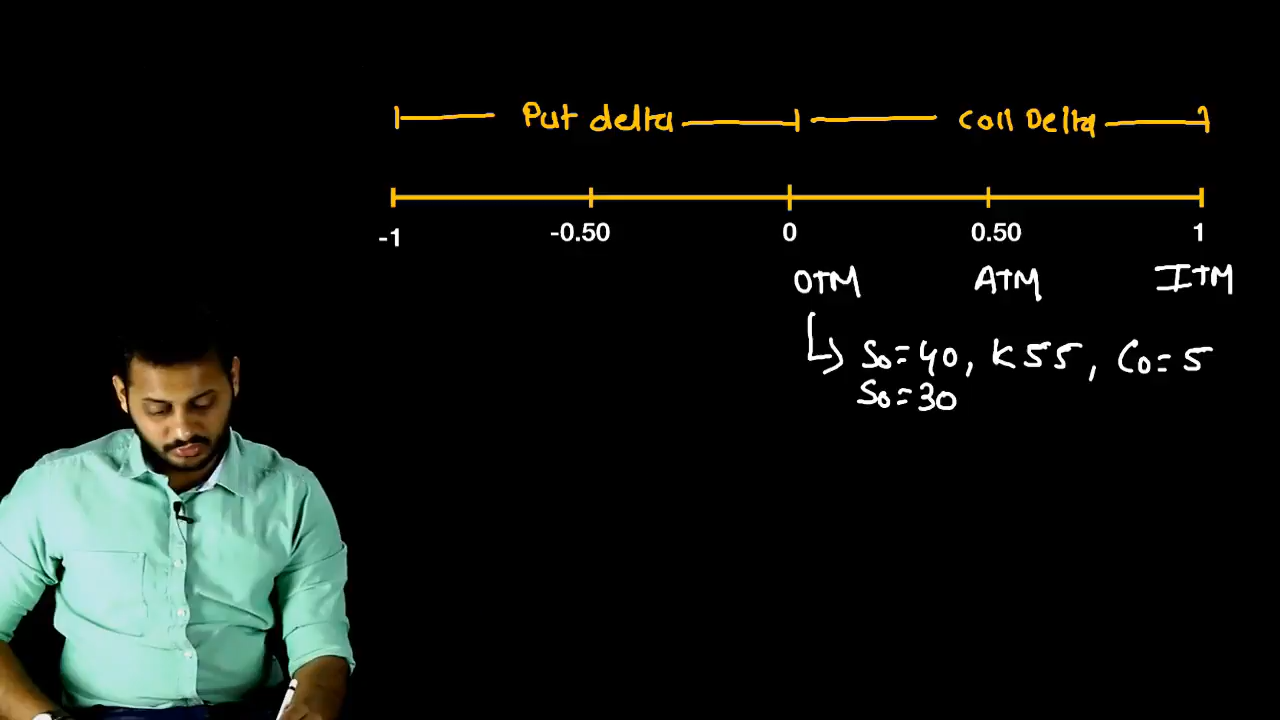 Put delta Call Delta
-1 -0.50 0 0.50 1
OTM ATM ITM
S0=40, K55, C0=5
S0=30